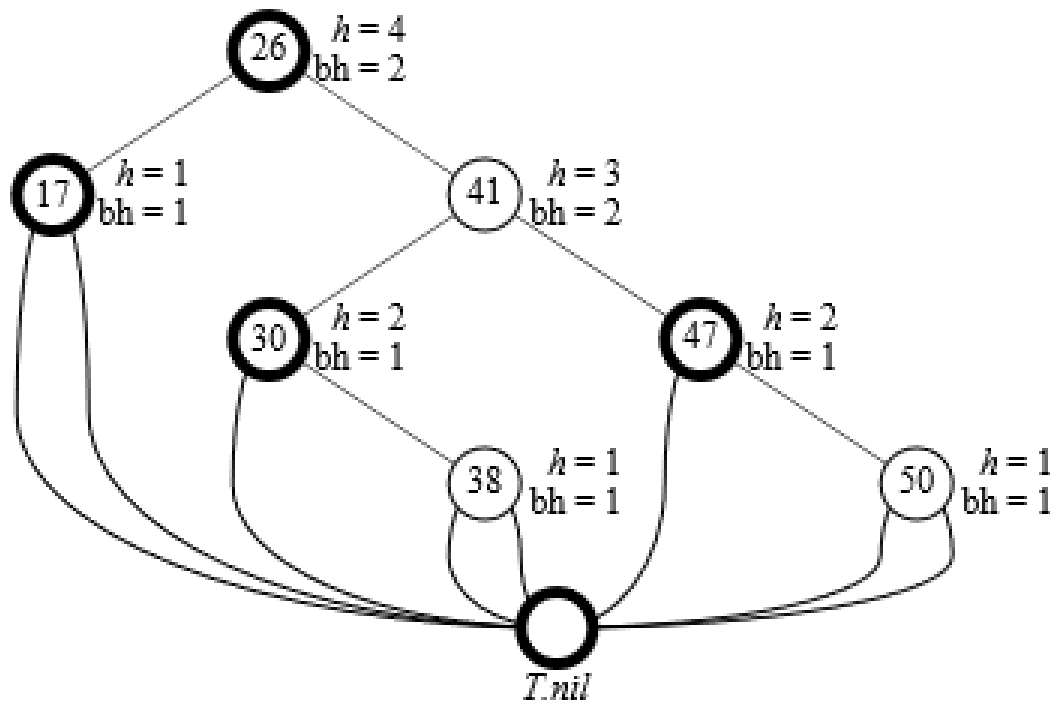 26
h = 4
bh = 2
17
h = 1
bh = 1
41
h = 3
bh = 2
30
h = 2
bh = 1
47
h = 2
bh = 1
38
h = 1
bh = 1
50
h = 1
bh = 1
T.nil